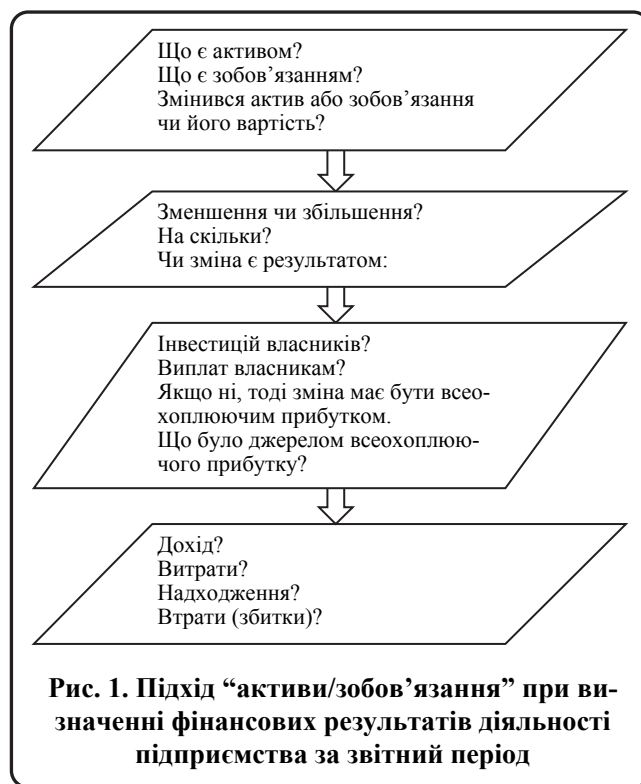 Що є активом?
Що є зобов’язанням?
Змінився актив або зобов’язання
чи його вартість?
Зменшення чи збільшення?
На скільки?
Чи зміна є результатом:
Інвестицій власників?
Виплат власникам?
Якщо ні, тоді зміна має бути всео-
хоплюючим прибутком.
Що було джерелом всеохоплюю-
чого прибутку?
Дохід?
Витрати?
Надходження?
Втрати (збитки)?
Рис. 1. Підхід “активи/зобов’язання” при ви-
значенні фінансових результатів діяльності
підприємства за звітний період